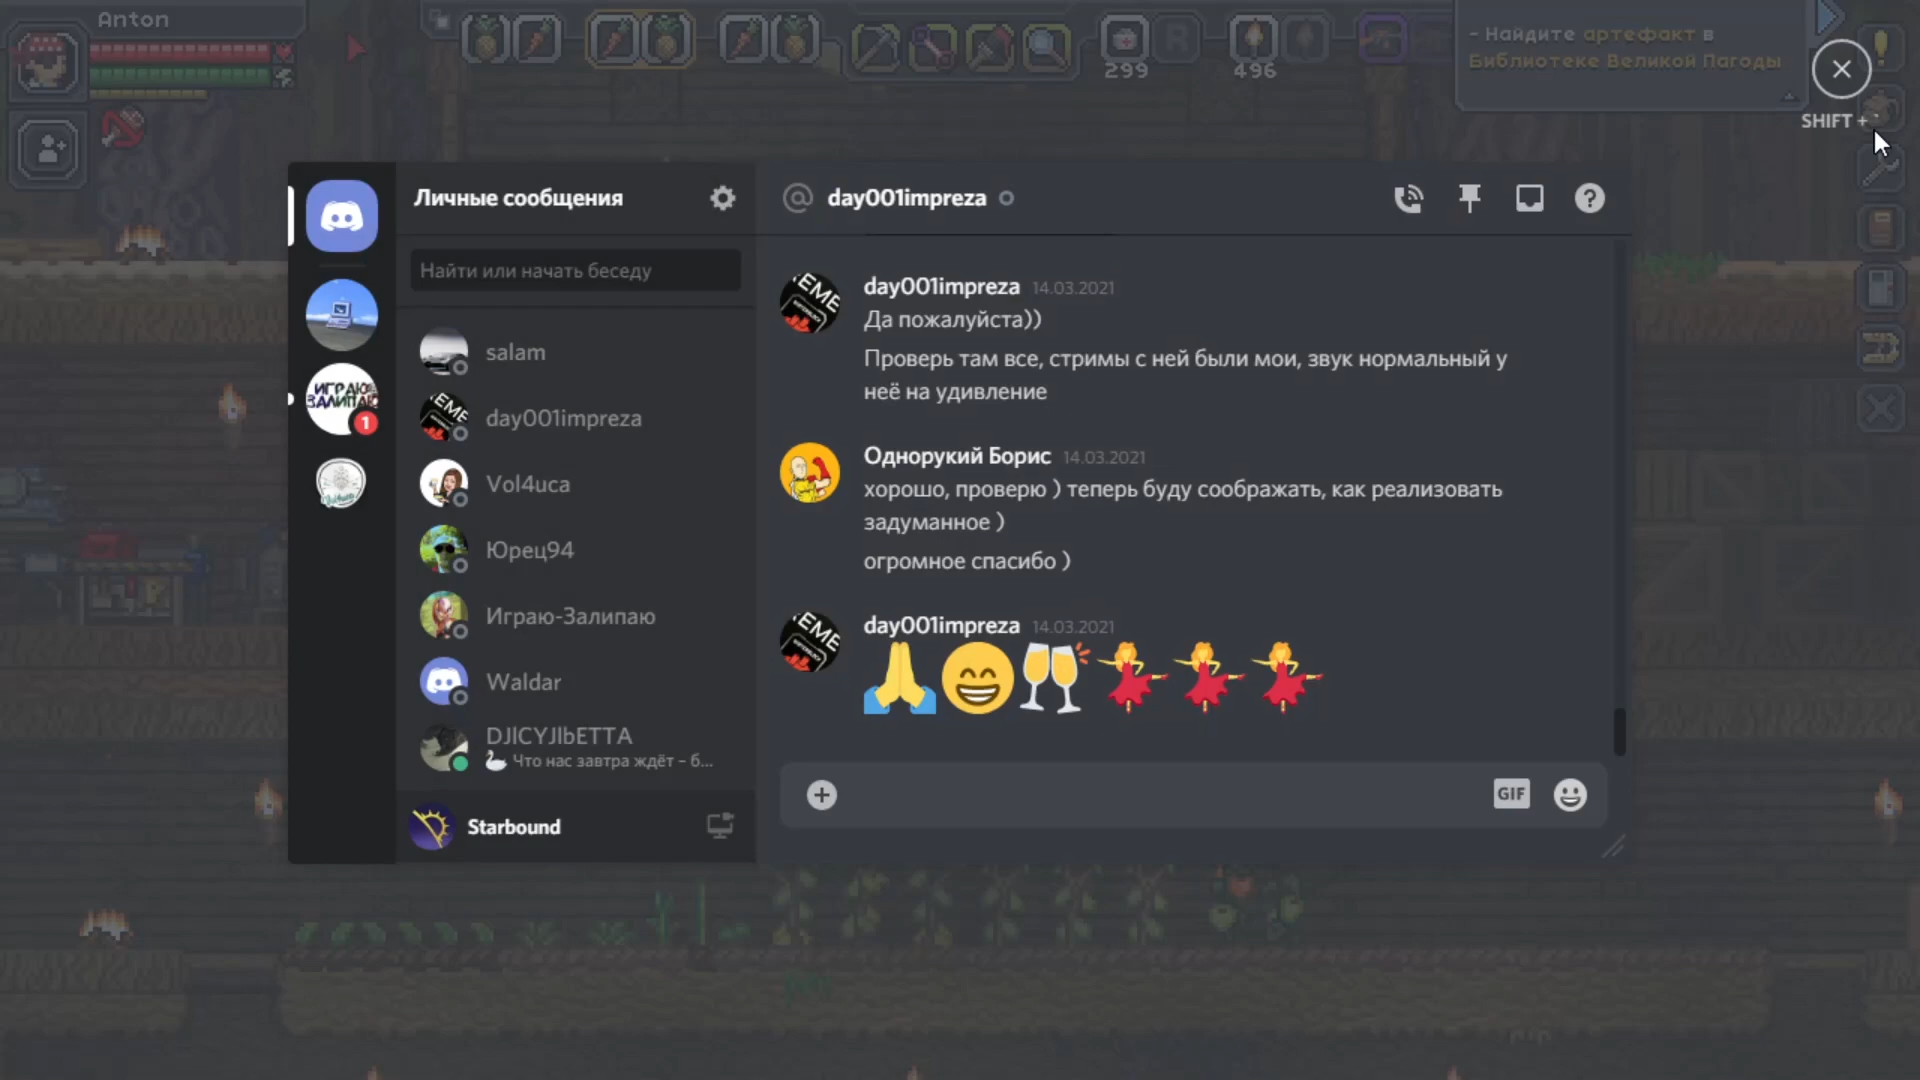 Anton
299
R
496
- Найдите артефакт в
Библиотеке Великой Пагоды
SHIFT + `
Личные сообщения
day001impreza
Найти или начать беседу
ИГРАЮ
ЗАЛИПАЮ
1
salam
day001impreza
Vol4uca
Юрец94
Играю-Залипаю
Waldar
DJICYJIbETTA
Что нас завтра ждёт – б...
Starbound
day001impreza 14.03.2021
Да пожалуйста))
Проверь там все, стримы с ней были мои, звук нормальный у
неё на удивление
Однорукий Борис 14.03.2021
хорошо, проверю ) теперь буду соображать, как реализовать
задуманное )
огромное спасибо )
day001impreza 14.03.2021
GIF